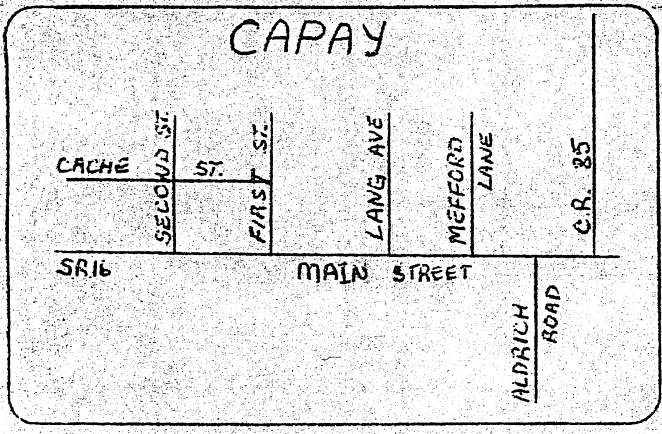 CAPAY
CACHE ST.
SECOND ST.
FIRST ST.
LANG AVE
MEFFORD
LANE
C.R. 85
SR16
MAIN STREET
ALDRICH
ROAD